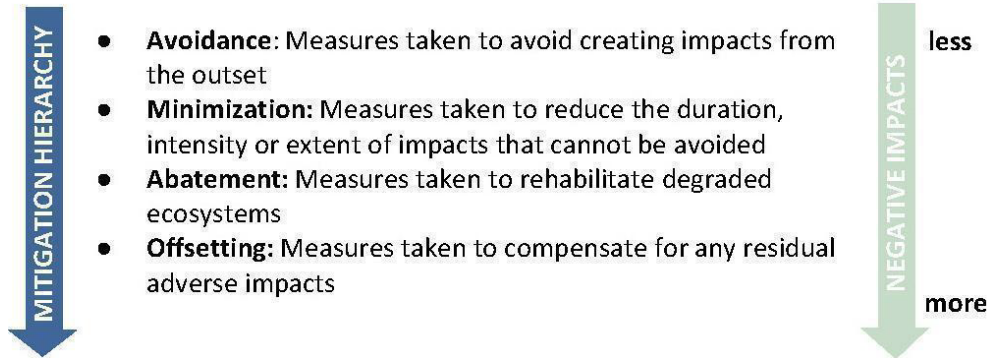 MITIGATION HIERARCHY
● Avoidance: Measures taken to avoid creating impacts from
the outset
● Minimization: Measures taken to reduce the duration,
intensity or extent of impacts that cannot be avoided
● Abatement: Measures taken to rehabilitate degraded
ecosystems
● Offsetting: Measures taken to compensate for any residual
adverse impacts
NEGATIVE IMPACTS
less
more